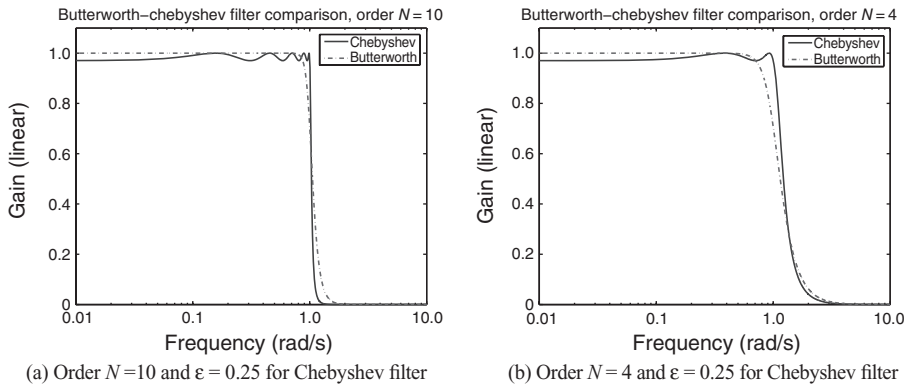 Butterworth–chebyshev filter comparison, order N = 10
Gain (linear)
1.0
0.8
0.6
0.4
0.2
0
Chebyshev
Butterworth
0.01
0.1
1.0
10.0
Frequency (rad/s)
(a) Order N = 10 and ε = 0.25 for Chebyshev filter
Butterworth–chebyshev filter comparison, order N = 4
Gain (linear)
1.0
0.8
0.6
0.4
0.2
0
Chebyshev
Butterworth
0.01
0.1
1.0
10.0
Frequency (rad/s)
(b) Order N = 4 and ε = 0.25 for Chebyshev filter